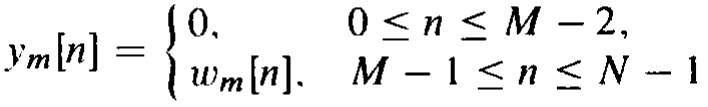 y_m[n] = { 0, 0 ≤ n ≤ M − 2,
w_m[n], M − 1 ≤ n ≤ N − 1